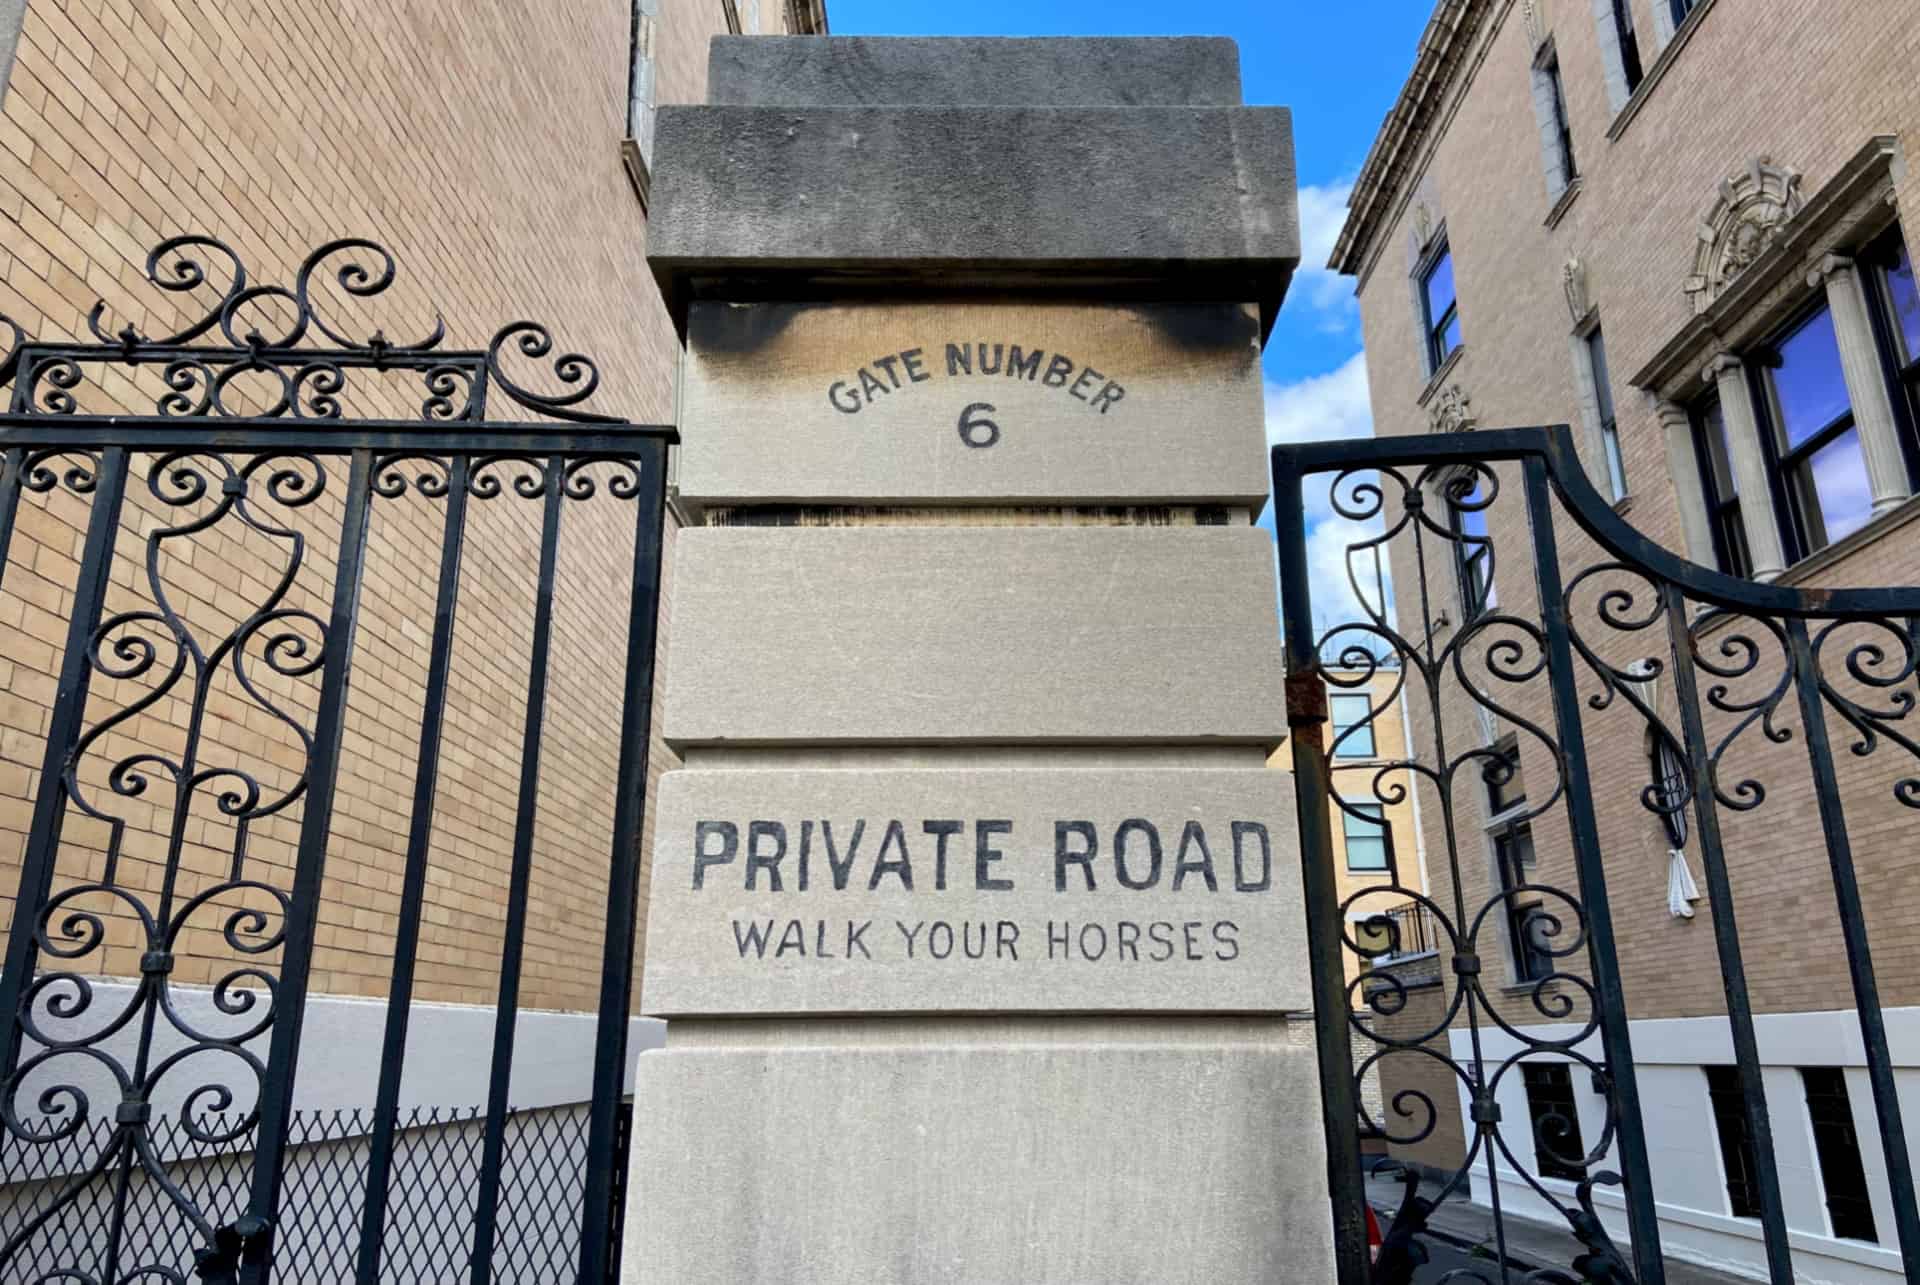 GATE NUMBER
6
PRIVATE ROAD
WALK YOUR HORSES